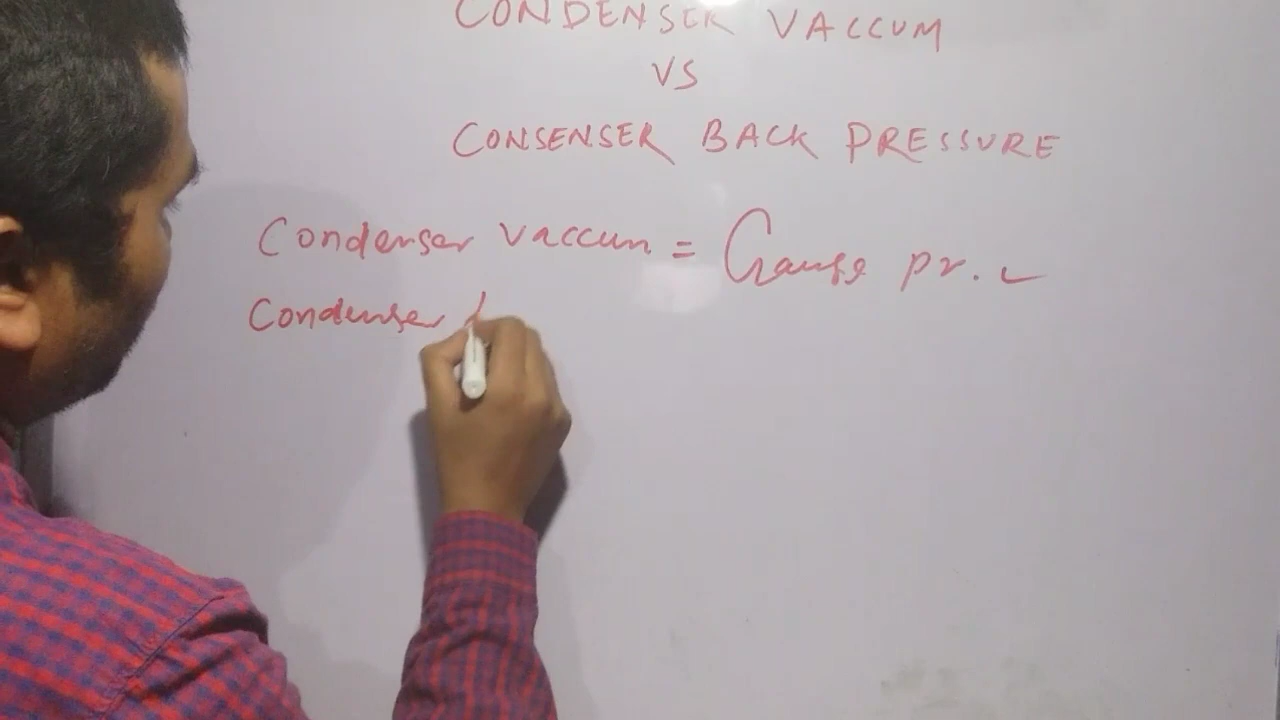 CONDENSER VACCUM
VS
CONSENSER BACK PRESSURE
Condenser vaccum = Gauge pr.
Condenser